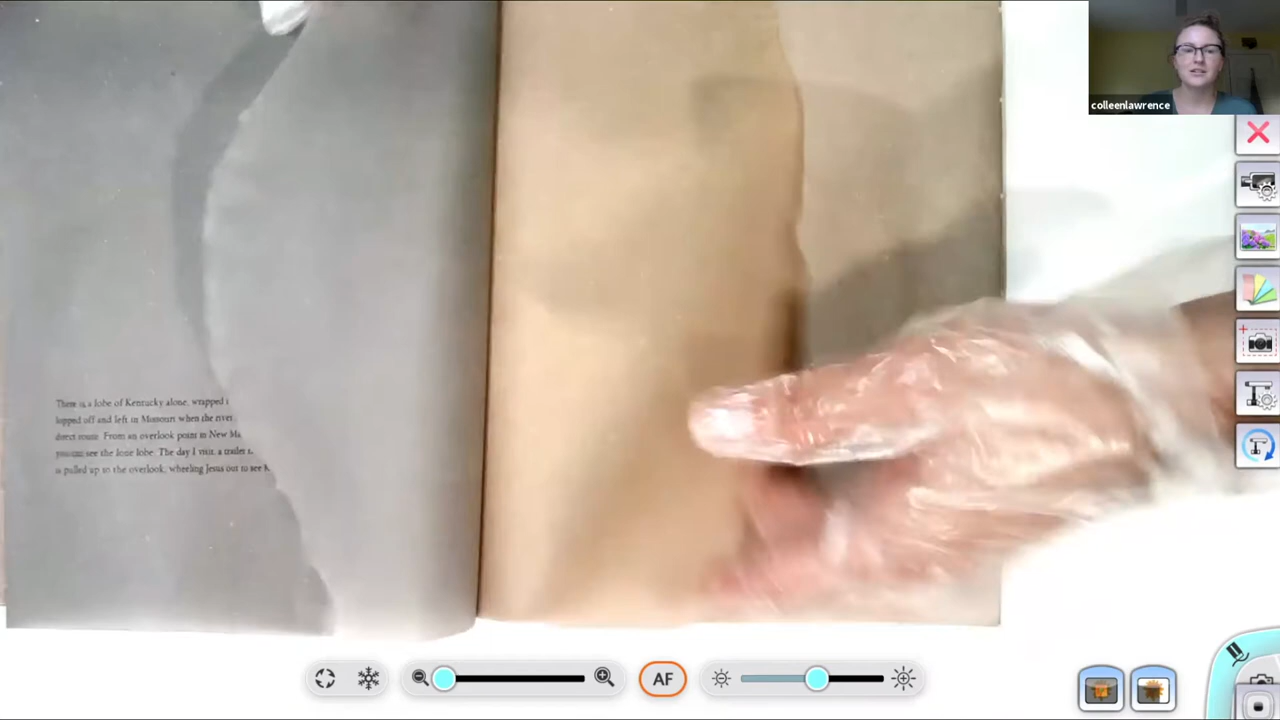 colleenlawrence
There is a lobe of Kentucky alone, wrapped i
lopped off and left in Missouri when the river
direct route. From an overlook point in New Ma
you can see the lone lobe. The day I visit, a trailer
is pulled up to the overlook, wheeling Jesus out to see
AF